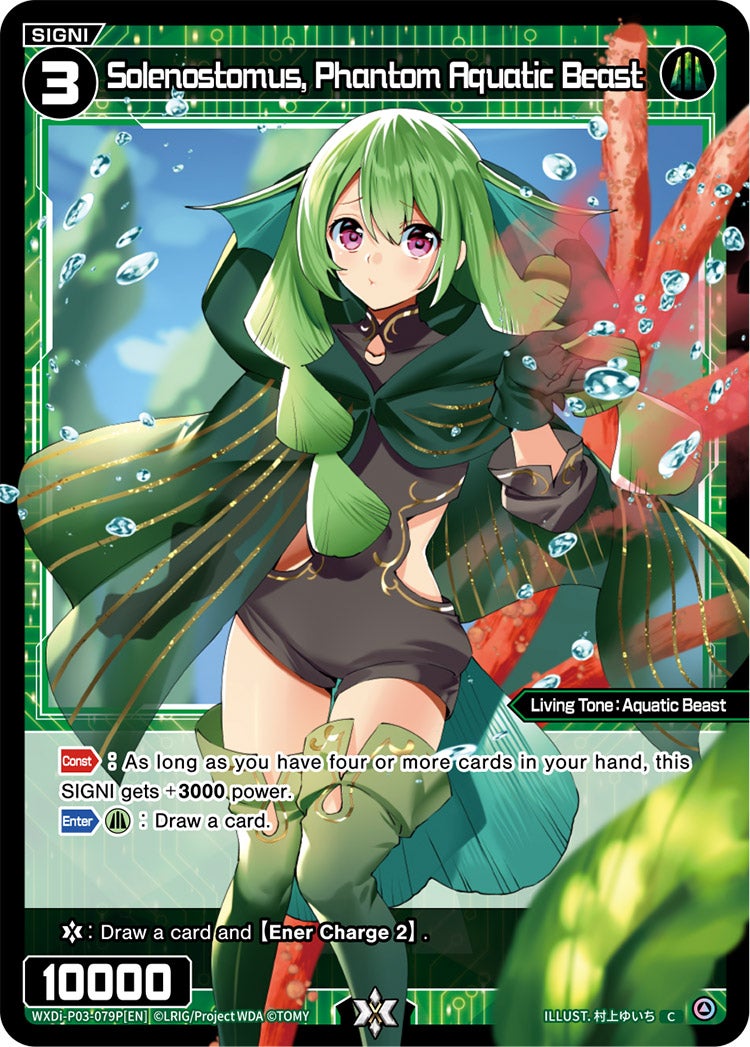 SIGNI
3
Solenostomus, Phantom Aquatic Beast
Living Tone:Aquatic Beast
Const : As long as you have four or more cards in your hand, this
SIGNI gets +3000 power.
Enter : Draw a card.
: Draw a card and 【Ener Charge 2】.
10000
WXDi-P03-079P[EN] ©LRIG/Project WDA ©TOMY
ILLUST. 村上ゆいち C